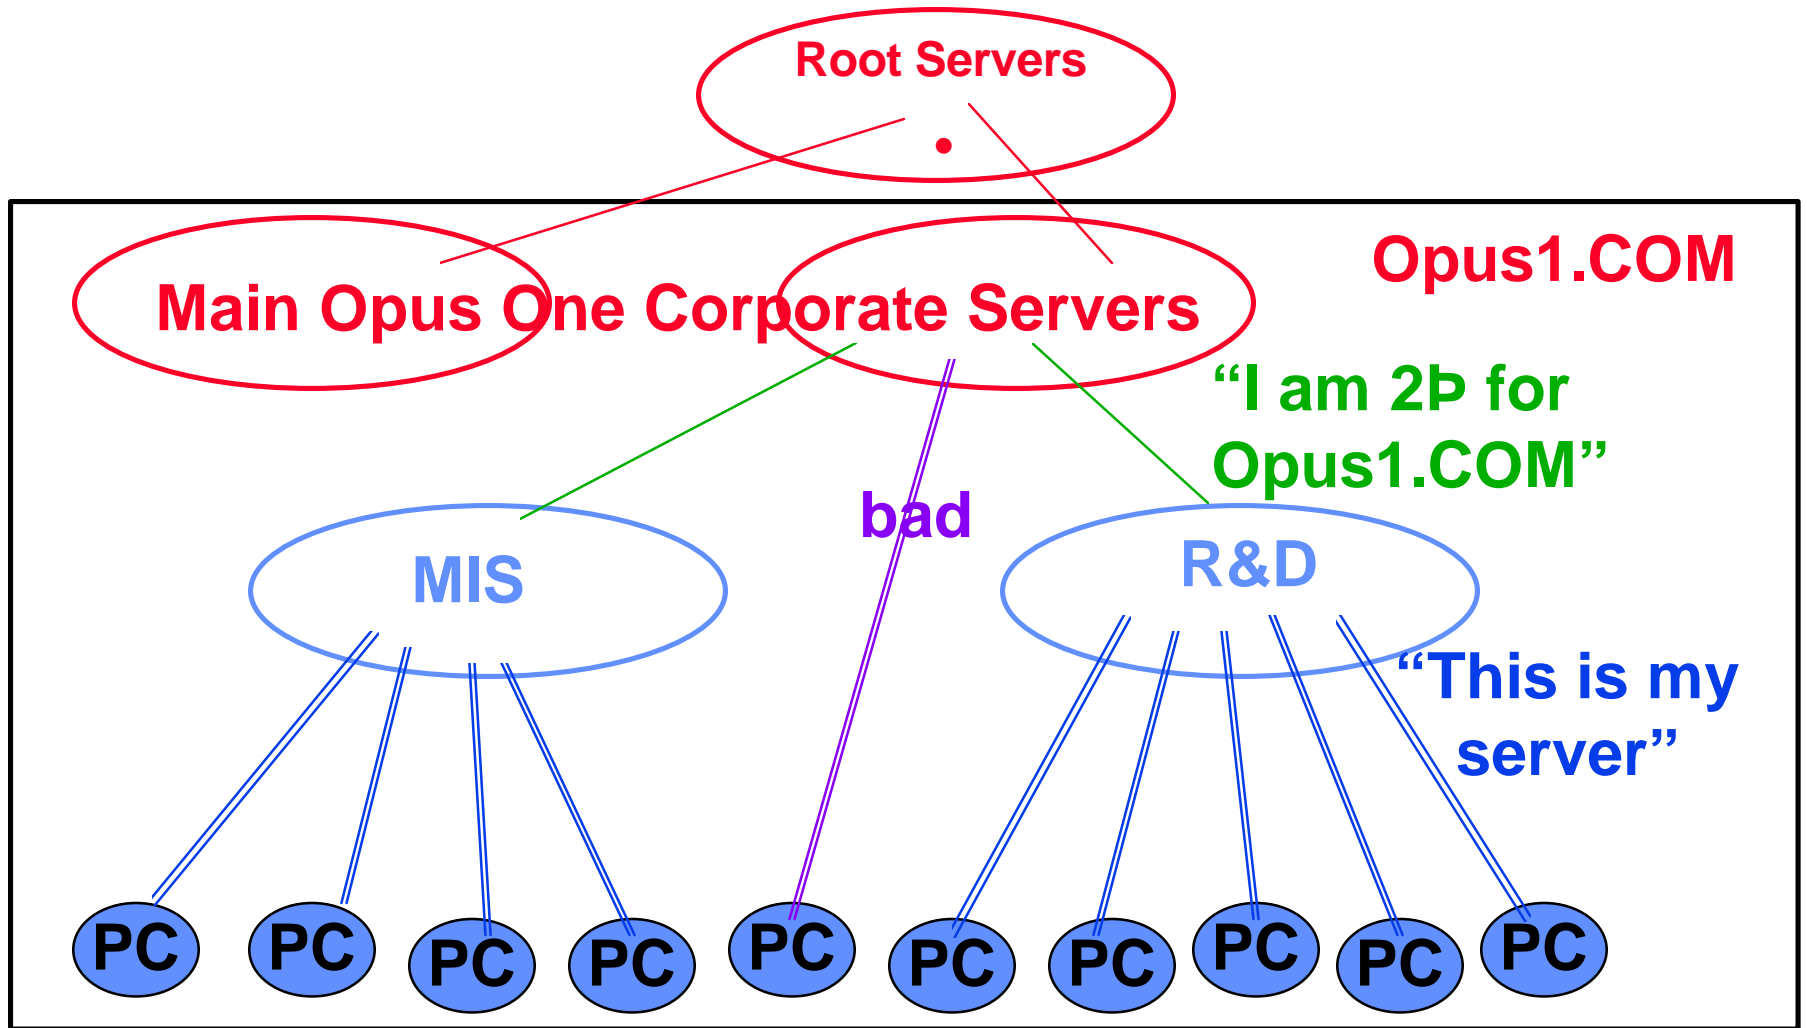 Root Servers
•
Opus1.COM
Main Opus One Corporate Servers
“I am 2Þ for
Opus1.COM”
bad
MIS
R&D
“This is my
server”
PC PC PC PC PC PC PC PC PC PC